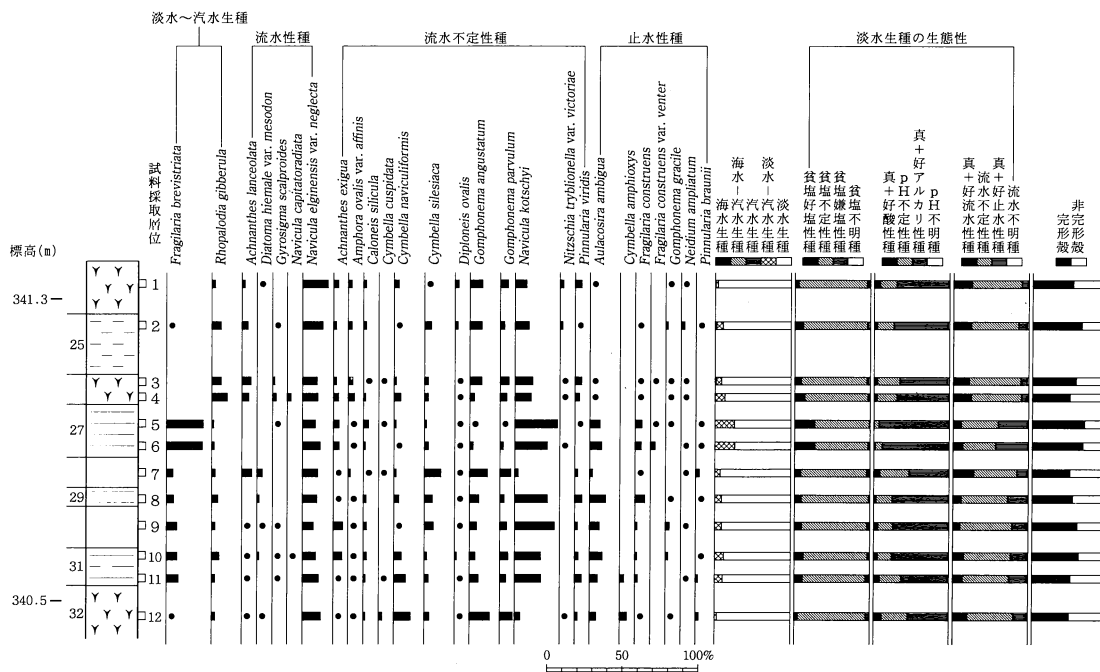 淡水～汽水生種
流水性種
流水不定性種
止水性種
淡水生種の生態性
標高(m)
試料採取層位
Fragilaria brevistriata
Rhopalodia gibberula
Achnanthes lanceolata
Diatoma hiemale var. mesodon
Gyrosigma scalproides
Navicula capitatoradiata
Navicula elginensis var. neglecta
Achnanthes exigua
Amphora ovalis var. affinis
Caloneis silicula
Cymbella cuspidata
Cymbella naviculiformis
Cymbella silesiaca
Diploneis ovalis
Gomphonema angustatum
Gomphonema parvulum
Navicula kotschyi
Nitzschia tryblionella var. victoriae
Pinnularia viridis
Aulacosira ambigua
Cymbella amphioxys
Fragilaria construens
Fragilaria construens var. venter
Gomphonema gracile
Neidium ampliatum
Pinnularia braunii
海水生種
海水－汽水生種
汽水生種
淡水－汽水生種
淡水生種
貧塩好塩性種
貧塩不定性種
貧塩嫌塩性種
貧塩不明種
真＋好酸性種
pH不定性種
真＋好アルカリ性種
pH不明種
真＋好流水性種
流水不定性種
真＋好止水性種
流水不明種
完形殻
非完形殻
341.3
1
2
25
3
4
27
5
6
7
29
8
9
31
10
11
340.5
32
12
0 50 100%